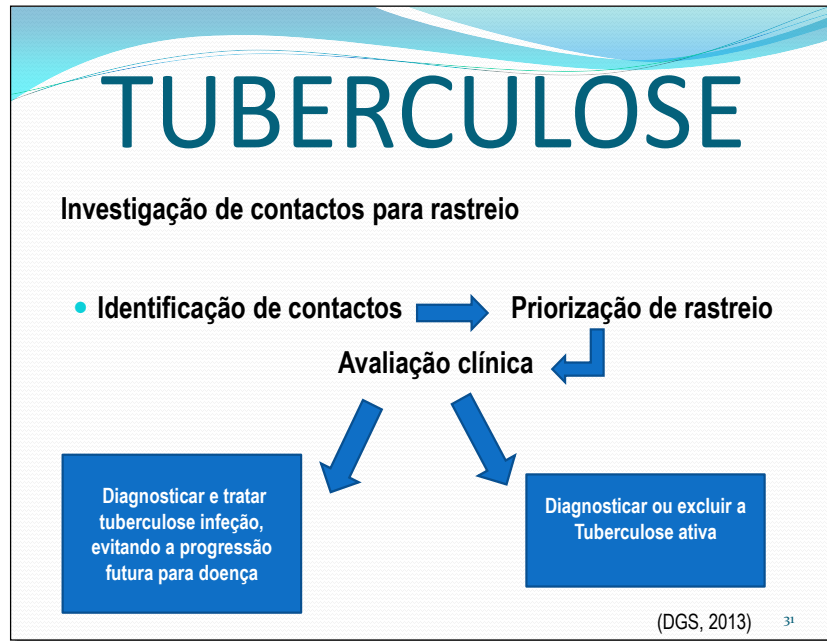 TUBERCULOSE
Investigação de contactos para rastreio
Identificação de contactos
Priorização de rastreio
Avaliação clínica
Diagnosticar e tratar
tuberculose infeção,
evitando a progressão
futura para doença
Diagnosticar ou excluir a
Tuberculose ativa
(DGS, 2013)
31